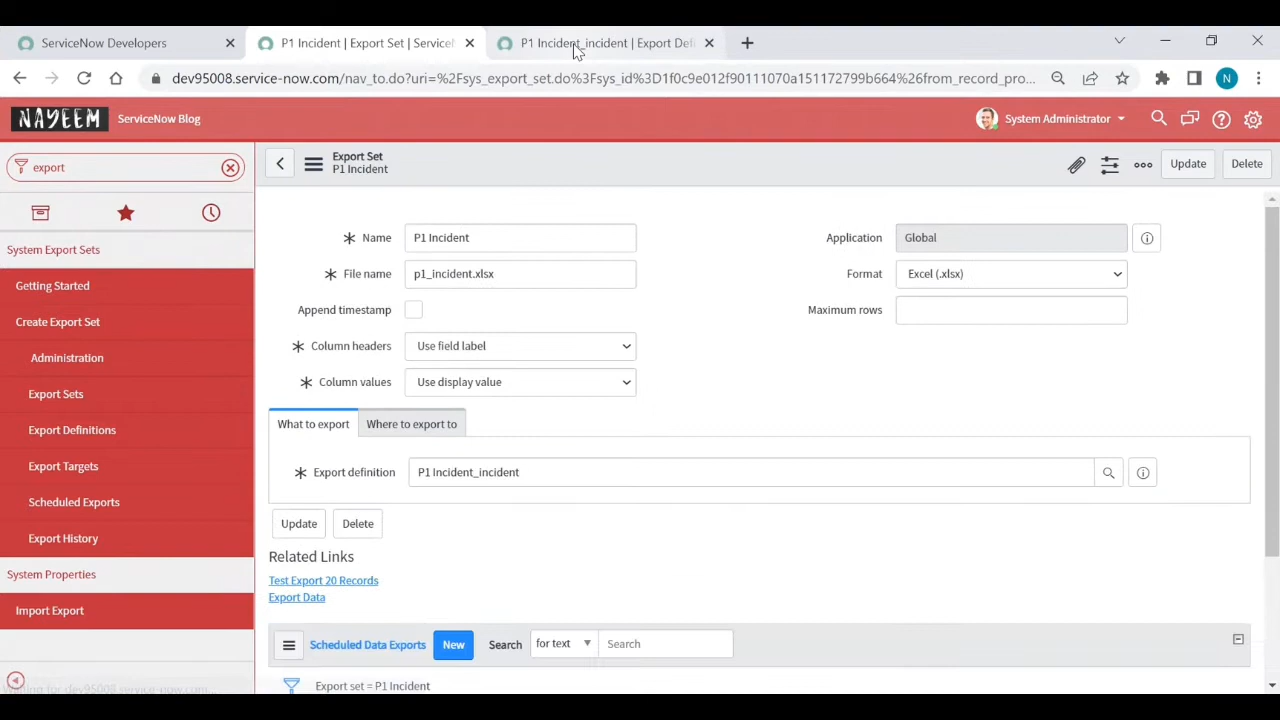 ServiceNow Developers
P1 Incident | Export Set | Service
P1 Incident_incident | Export Defi
dev95008.service-now.com/nav_to.do?uri=%2Fsys_export_set.do%3Fsys_id%3D1f0c9e012f90111070a151172799b664%26from_record_pro...
N
NAYEEM
ServiceNow Blog
System Administrator
export
Export Set
P1 Incident
Update
Delete
System Export Sets
Getting Started
Create Export Set
Administration
Export Sets
Export Definitions
Export Targets
Scheduled Exports
Export History
System Properties
Import Export
Name
P1 Incident
Application
Global
File name
p1_incident.xlsx
Format
Excel (.xlsx)
Append timestamp
Maximum rows
Column headers
Use field label
Column values
Use display value
What to export
Where to export to
Export definition
P1 Incident_incident
Update
Delete
Related Links
Test Export 20 Records
Export Data
Scheduled Data Exports
New
Search
for text
Search
Export set = P1 Incident
Waiting for dev95008.service-now.com...